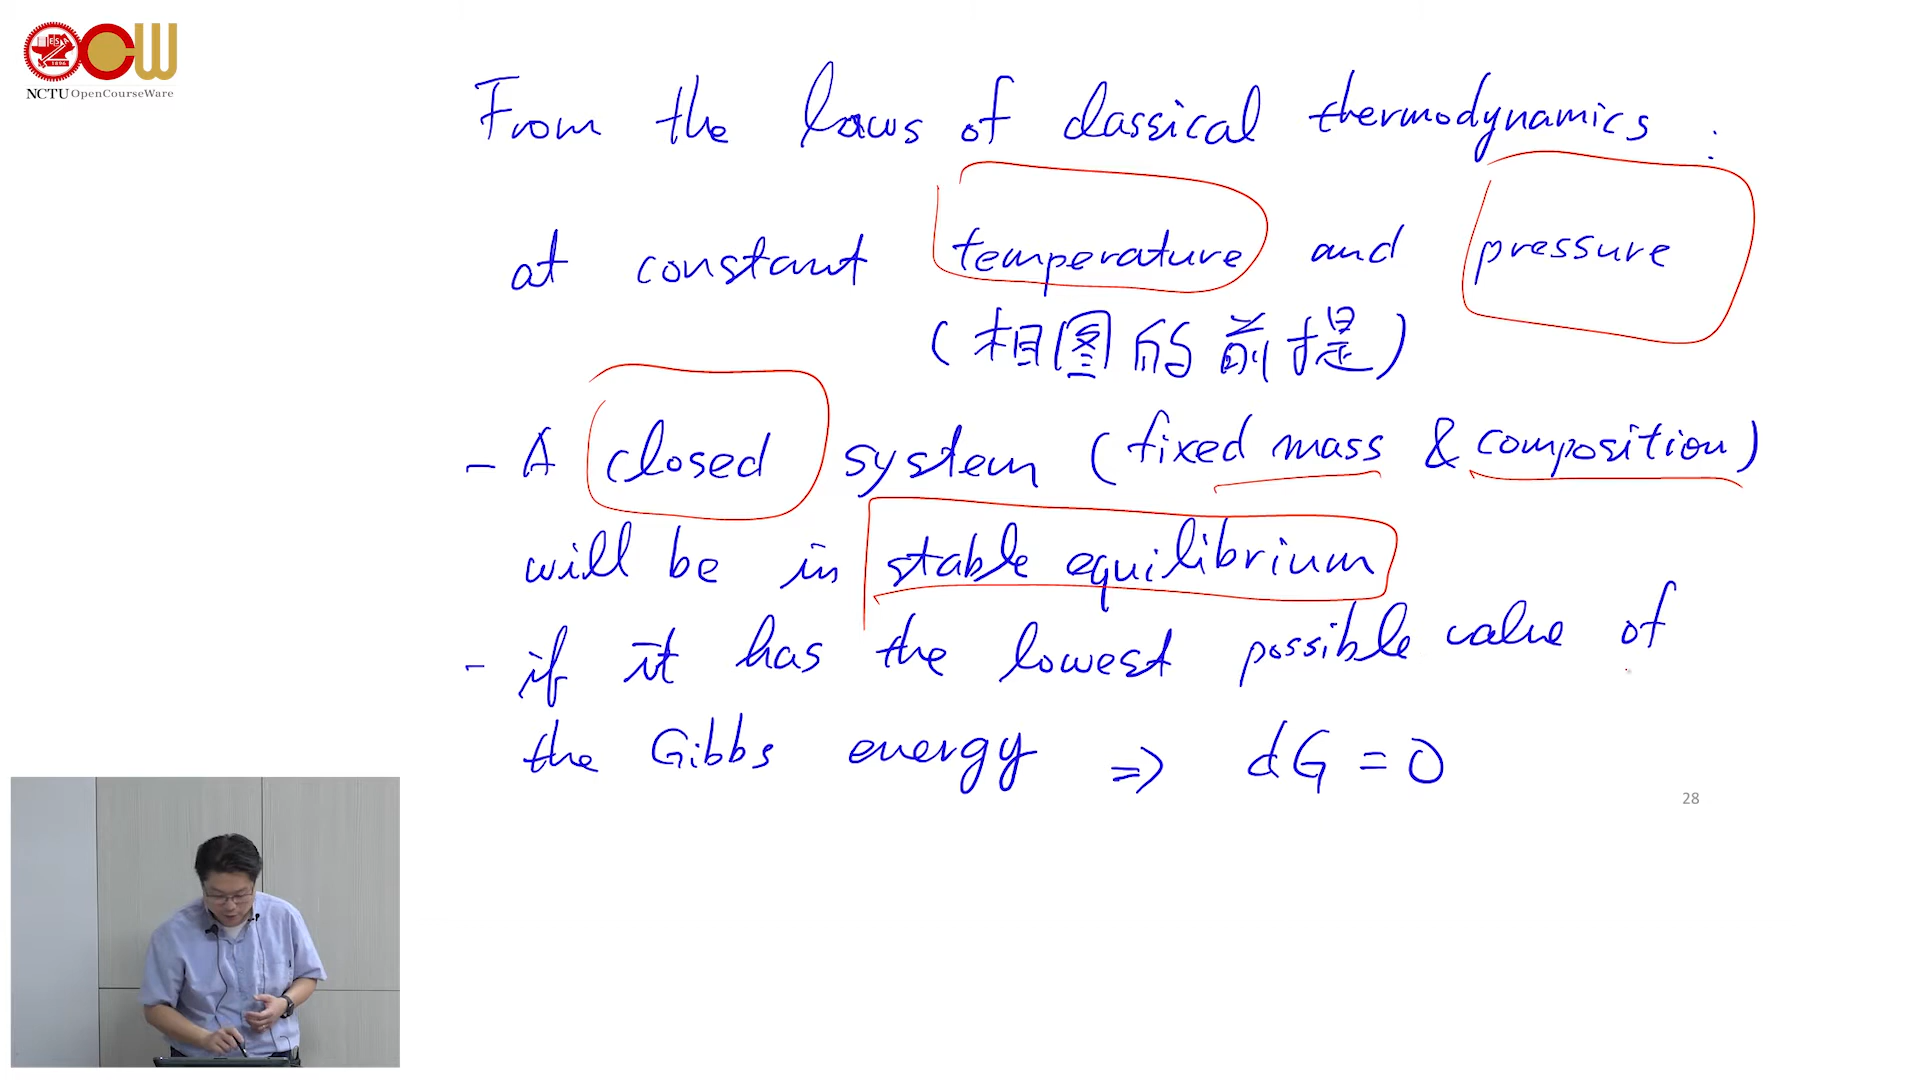 NCTU OpenCourseWare
From the laws of classical thermodynamics :
at constant temperature and pressure
(相图的前提)
- A closed system (fixed mass & composition)
will be in stable equilibrium
- if it has the lowest possible value of
the Gibbs energy ⇒ dG = 0
28